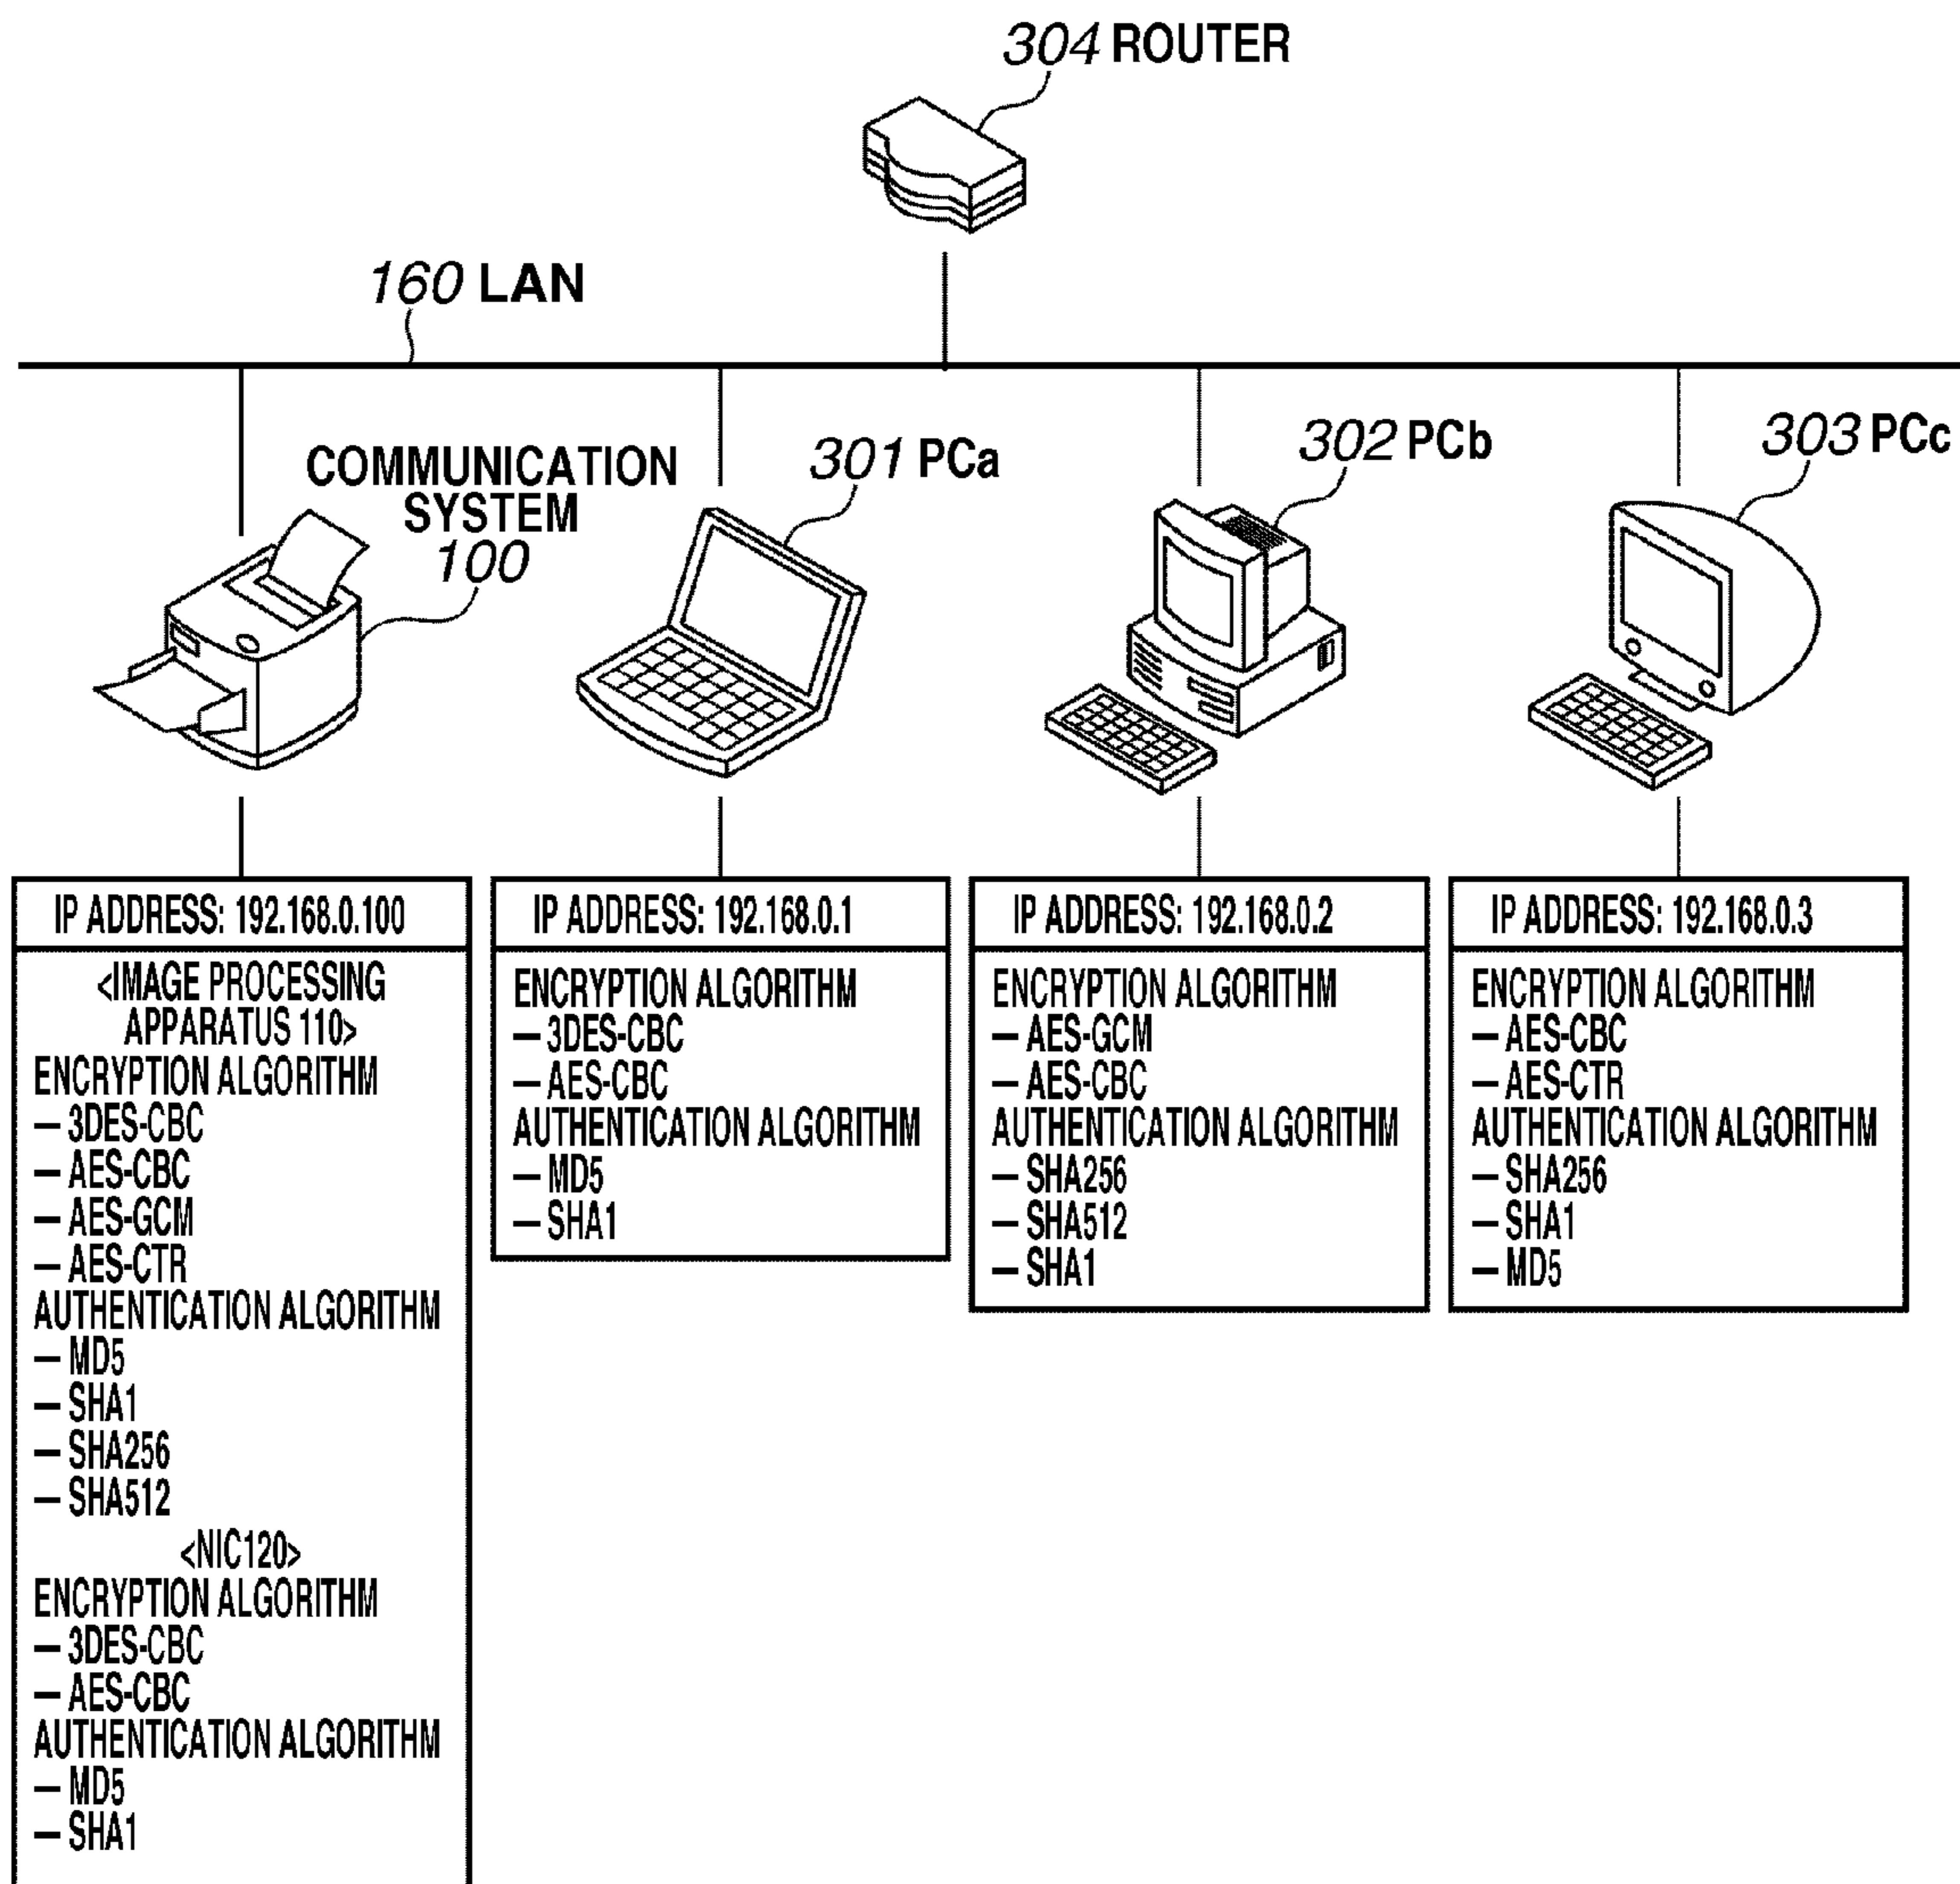 304 ROUTER
160 LAN
COMMUNICATION
SYSTEM
100
301 PCa
302 PCb
303 PCc
IP ADDRESS: 192.168.0.100
<IMAGE PROCESSING
APPARATUS 110>
ENCRYPTION ALGORITHM
— 3DES-CBC
— AES-CBC
— AES-GCM
— AES-CTR
AUTHENTICATION ALGORITHM
— MD5
— SHA1
— SHA256
— SHA512
<NIC120>
ENCRYPTION ALGORITHM
— 3DES-CBC
— AES-CBC
AUTHENTICATION ALGORITHM
— MD5
— SHA1
IP ADDRESS: 192.168.0.1
ENCRYPTION ALGORITHM
— 3DES-CBC
— AES-CBC
AUTHENTICATION ALGORITHM
— MD5
— SHA1
IP ADDRESS: 192.168.0.2
ENCRYPTION ALGORITHM
— AES-GCM
— AES-CBC
AUTHENTICATION ALGORITHM
— SHA256
— SHA512
— SHA1
IP ADDRESS: 192.168.0.3
ENCRYPTION ALGORITHM
— AES-CBC
— AES-CTR
AUTHENTICATION ALGORITHM
— SHA256
— SHA1
— MD5